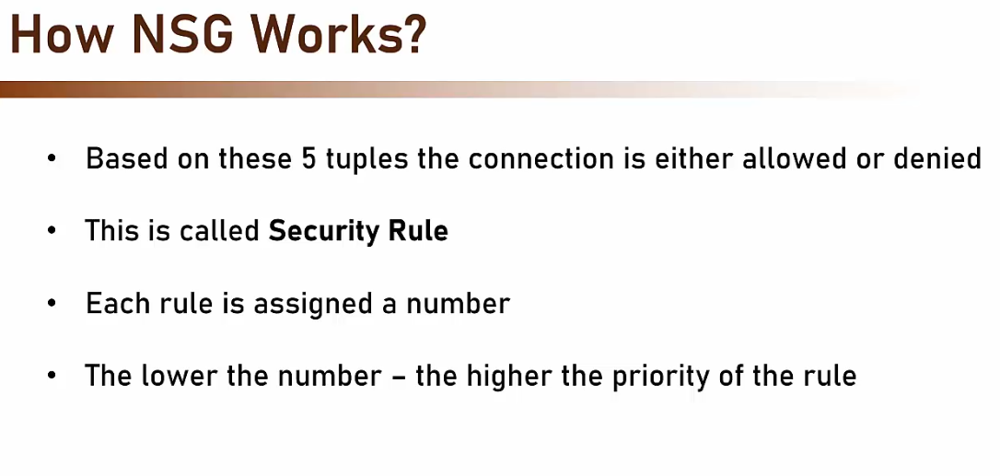 How NSG Works?
• Based on these 5 tuples the connection is either allowed or denied
• This is called Security Rule
• Each rule is assigned a number
• The lower the number – the higher the priority of the rule